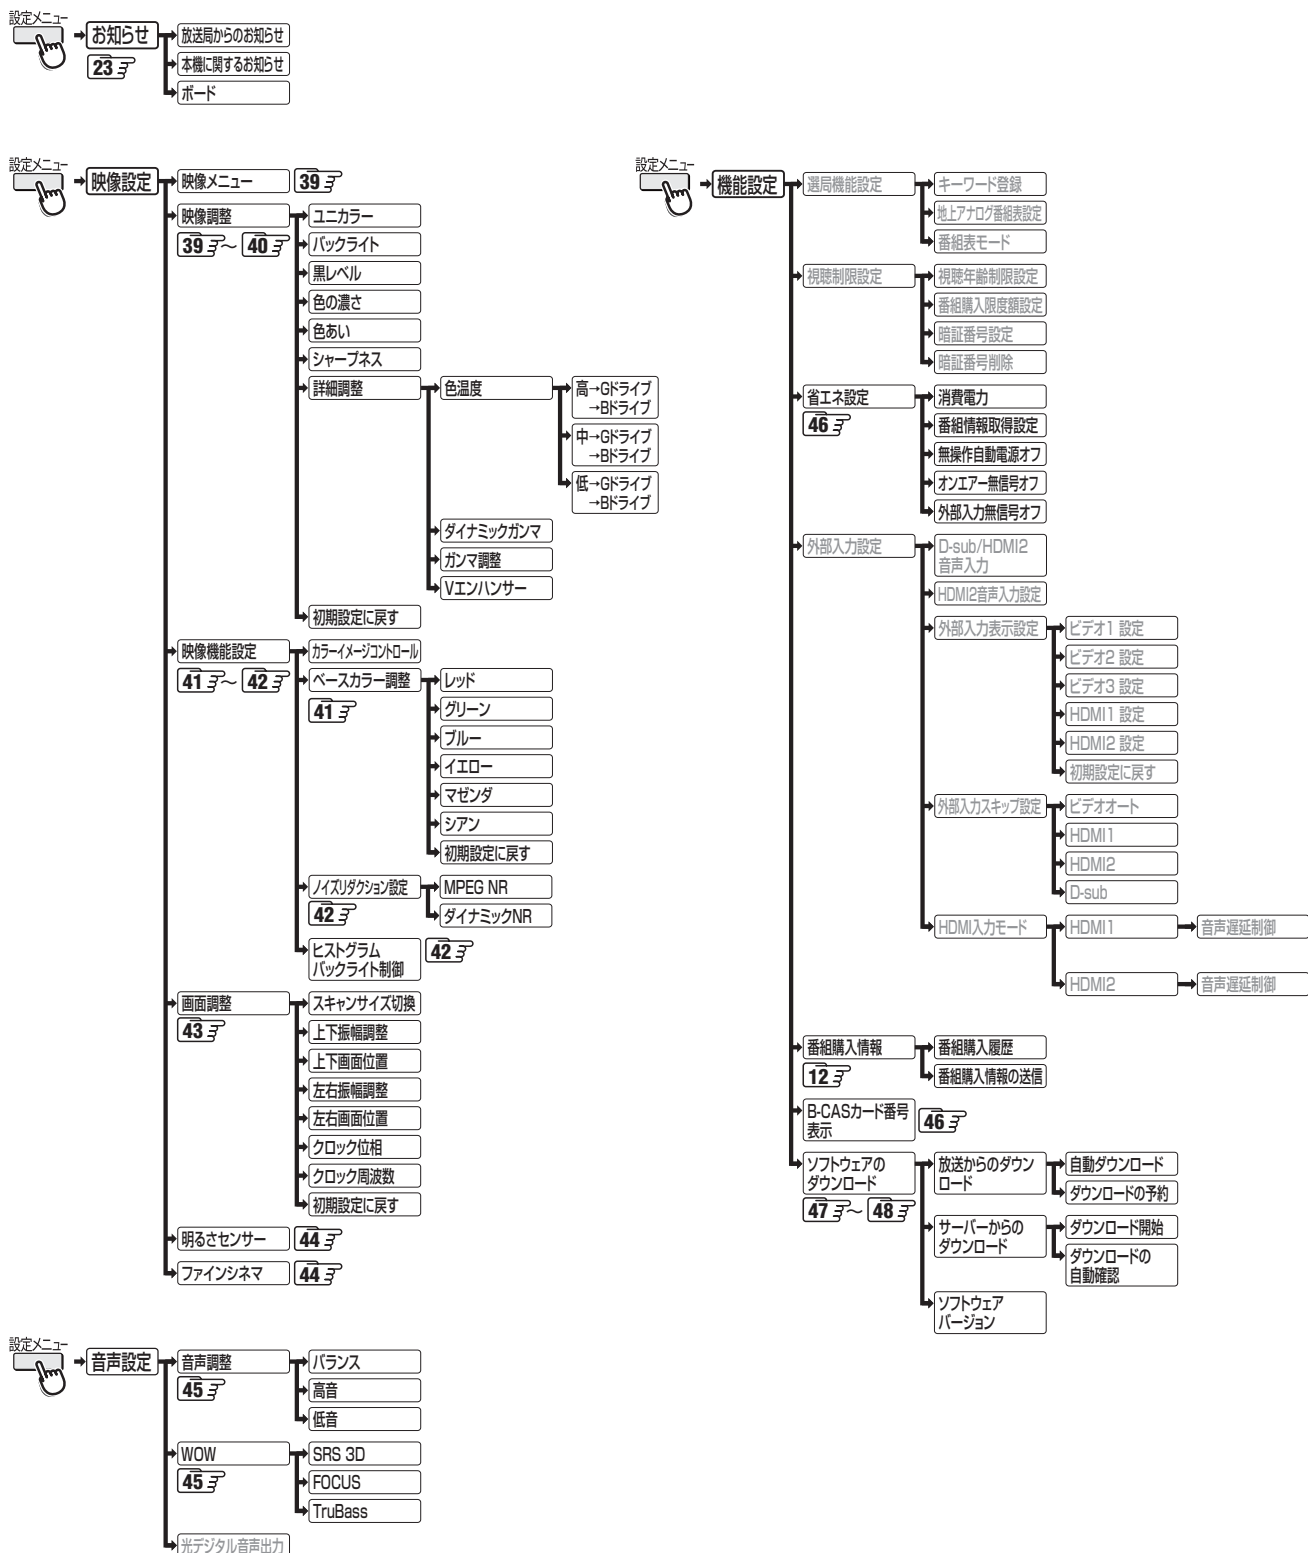 設定メニュー
お知らせ
23
放送局からのお知らせ
本機に関するお知らせ
ボード
設定メニュー
映像設定
映像メニュー
39
映像調整
39 ～ 40
ユニカラー
バックライト
黒レベル
色の濃さ
色あい
シャープネス
詳細調整
色温度
高→Gドライブ
→Bドライブ
中→Gドライブ
→Bドライブ
低→Gドライブ
→Bドライブ
ダイナミックガンマ
ガンマ調整
Vエンハンサー
初期設定に戻す
映像機能設定
41 ～ 42
カラーイメージコントロール
ベースカラー調整
41
レッド
グリーン
ブルー
イエロー
マゼンダ
シアン
初期設定に戻す
ノイズリダクション設定
42
MPEG NR
ダイナミックNR
ヒストグラム
バックライト制御
42
画面調整
43
スキャンサイズ切換
上下振幅調整
上下画面位置
左右振幅調整
左右画面位置
クロック位相
クロック周波数
初期設定に戻す
明るさセンサー
44
ファインシネマ
44
設定メニュー
音声設定
音声調整
45
バランス
高音
低音
WOW
45
SRS 3D
FOCUS
TruBass
光デジタル音声出力
設定メニュー
機能設定
選局機能設定
キーワード登録
地上アナログ番組表設定
番組表モード
視聴制限設定
視聴年齢制限設定
番組購入限度額設定
暗証番号設定
暗証番号削除
省エネ設定
46
消費電力
番組情報取得設定
無操作自動電源オフ
オンエアー無信号オフ
外部入力無信号オフ
外部入力設定
D-sub/HDMI2
音声入力
HDMI2音声入力設定
外部入力表示設定
ビデオ1 設定
ビデオ2 設定
ビデオ3 設定
HDMI1 設定
HDMI2 設定
初期設定に戻す
外部入力スキップ設定
ビデオオート
HDMI1
HDMI2
D-sub
HDMI入力モード
HDMI1
音声遅延制御
HDMI2
音声遅延制御
番組購入情報
12
番組購入履歴
番組購入情報の送信
B-CASカード番号
表示
46
ソフトウェアの
ダウンロード
47 ～ 48
放送からのダウン
ロード
自動ダウンロード
ダウンロードの予約
サーバーからの
ダウンロード
ダウンロード開始
ダウンロードの
自動確認
ソフトウェア
バージョン